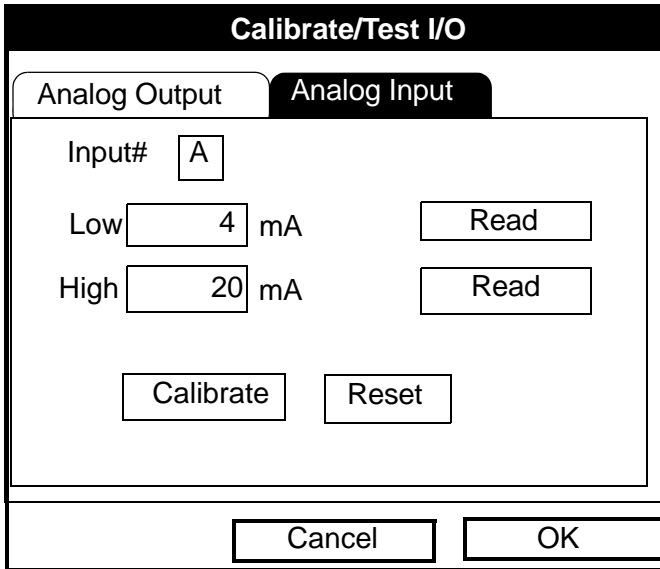 Calibrate/Test I/O
Analog Output Analog Input
Input# A
Low 4 mA Read
High 20 mA Read
Calibrate Reset
Cancel OK